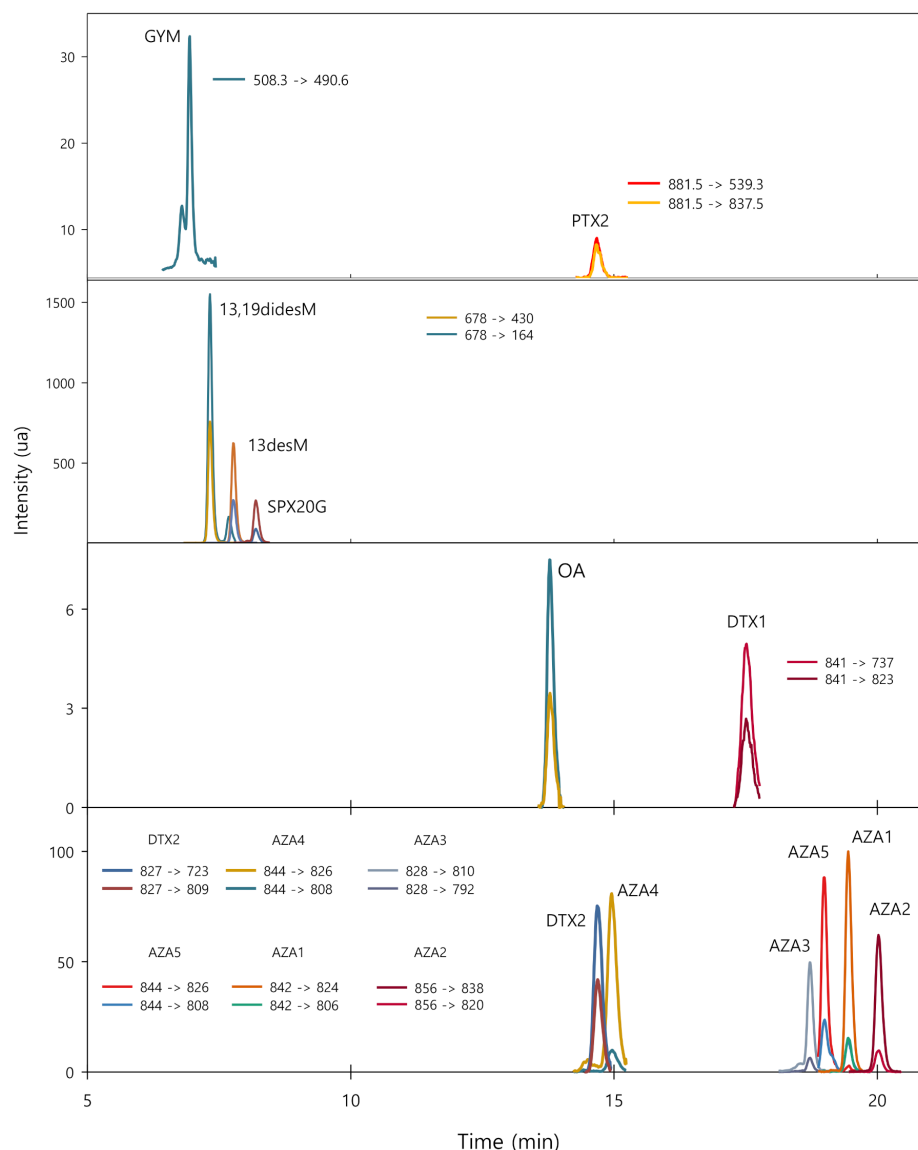 GYM
508.3 -> 490.6
30
20
10
881.5 -> 539.3
881.5 -> 837.5
PTX2
1500
1000
500
13,19didesM
678 -> 430
678 -> 164
13desM
SPX20G
Intensity (ua)
6
3
0
OA
DTX1
841 -> 737
841 -> 823
100
50
0
DTX2
AZA4
AZA3
827 -> 723
844 -> 826
828 -> 810
827 -> 809
844 -> 808
828 -> 792
AZA5
AZA1
AZA2
844 -> 826
842 -> 824
856 -> 838
844 -> 808
842 -> 806
856 -> 820
DTX2
AZA4
AZA3
AZA5
AZA1
AZA2
5
10
15
20
Time (min)